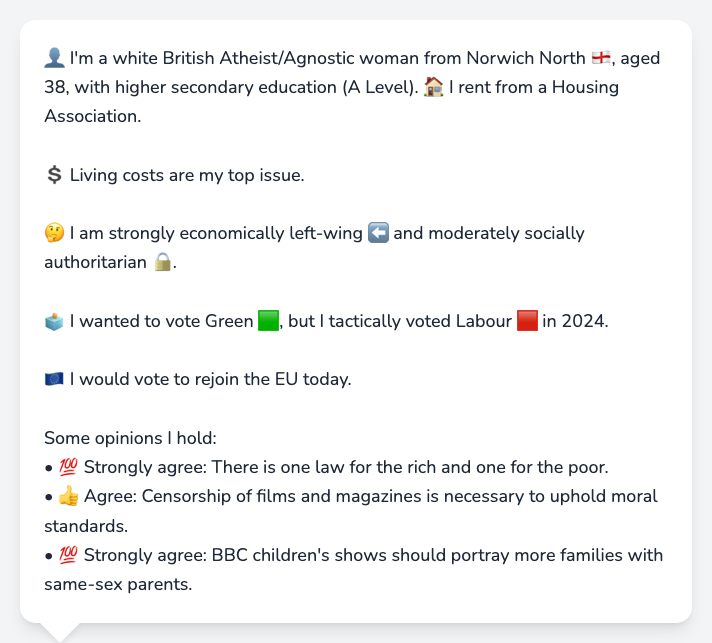 👤 I'm a white British Atheist/Agnostic woman from Norwich North 🏴󠁧󠁢󠁥󠁮󠁧󠁿, aged
38, with higher secondary education (A Level). 🏠 I rent from a Housing
Association.
💲 Living costs are my top issue.
🤔 I am strongly economically left-wing ⬅️ and moderately socially
authoritarian 🔒.
🗳️ I wanted to vote Green 🟩, but I tactically voted Labour 🟥 in 2024.
🇪🇺 I would vote to rejoin the EU today.
Some opinions I hold:
• 💯 Strongly agree: There is one law for the rich and one for the poor.
• 👍 Agree: Censorship of films and magazines is necessary to uphold moral
standards.
• 💯 Strongly agree: BBC children's shows should portray more families with
same-sex parents.